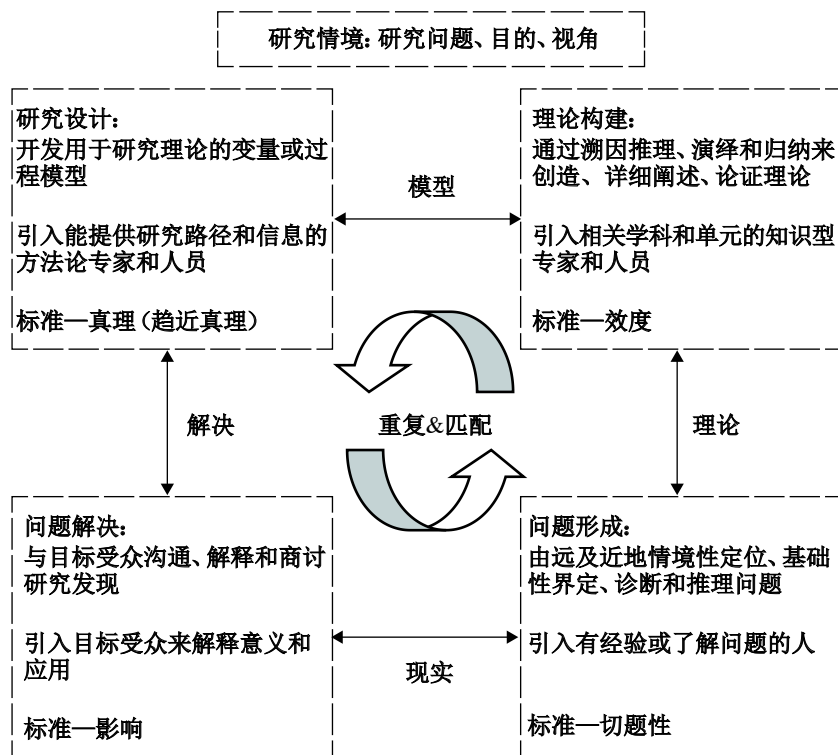 研究情境：研究问题、目的、视角
研究设计：
开发用于研究理论的变量或过
程模型
引入能提供研究路径和信息的
方法论专家和人员
标准—真理（趋近真理）
模型
理论构建：
通过溯因推理、演绎和归纳来
创造、详细阐述、论证理论
引入相关学科和单元的知识型
专家和人员
标准—效度
解决
重复&匹配
理论
问题解决：
与目标受众沟通、解释和商讨
研究发现
引入目标受众来解释意义和
应用
标准—影响
现实
问题形成：
由远及近地情境性定位、基础
性界定、诊断和推理问题
引入有经验或了解问题的人
标准—切题性